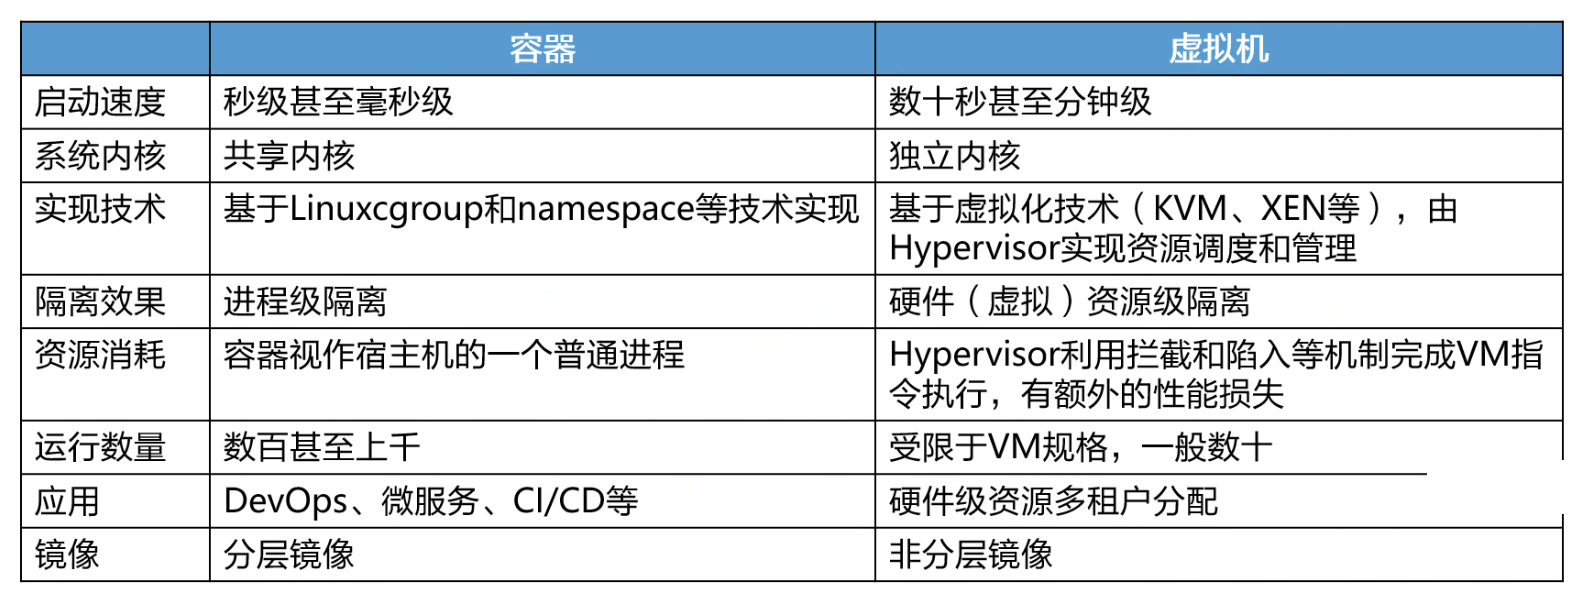 容器 虚拟机
启动速度 秒级甚至毫秒级 数十秒甚至分钟级
系统内核 共享内核 独立内核
实现技术 基于Linuxcgroup和namespace等技术实现 基于虚拟化技术（KVM、XEN等），由
Hypervisor实现资源调度和管理
隔离效果 进程级隔离 硬件（虚拟）资源级隔离
资源消耗 容器视作宿主机的一个普通进程 Hypervisor利用拦截和陷入等机制完成VM指
令执行，有额外的性能损失
运行数量 数百甚至上千 受限于VM规格，一般数十
应用 DevOps、微服务、CI/CD等 硬件级资源多租户分配
镜像 分层镜像 非分层镜像